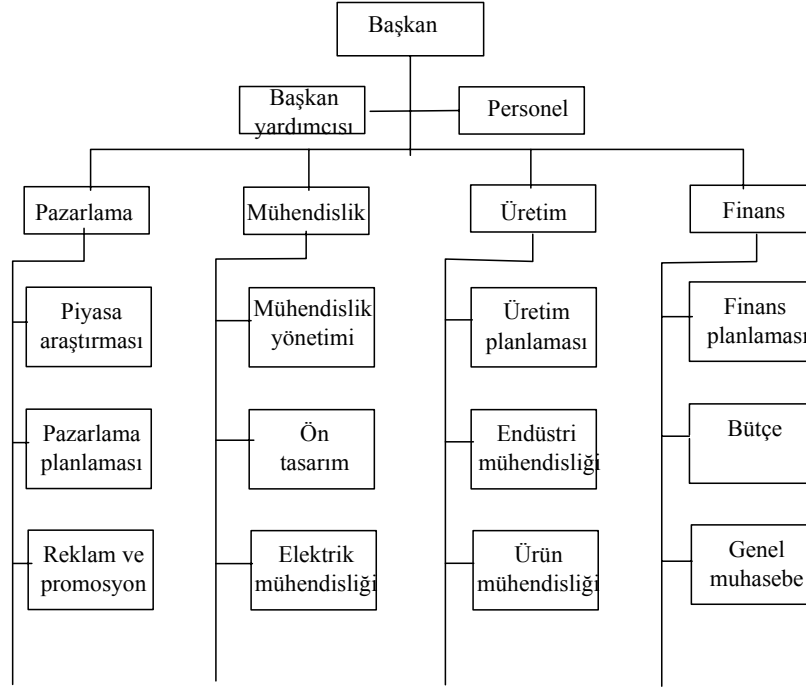 Başkan
Başkan
yardımcısı
Personel
Pazarlama
Mühendislik
Üretim
Finans
Piyasa
araştırması
Mühendislik
yönetimi
Üretim
planlaması
Finans
planlaması
Pazarlama
planlaması
Ön
tasarım
Endüstri
mühendisliği
Bütçe
Reklam ve
promosyon
Elektrik
mühendisliği
Ürün
mühendisliği
Genel
muhasebe